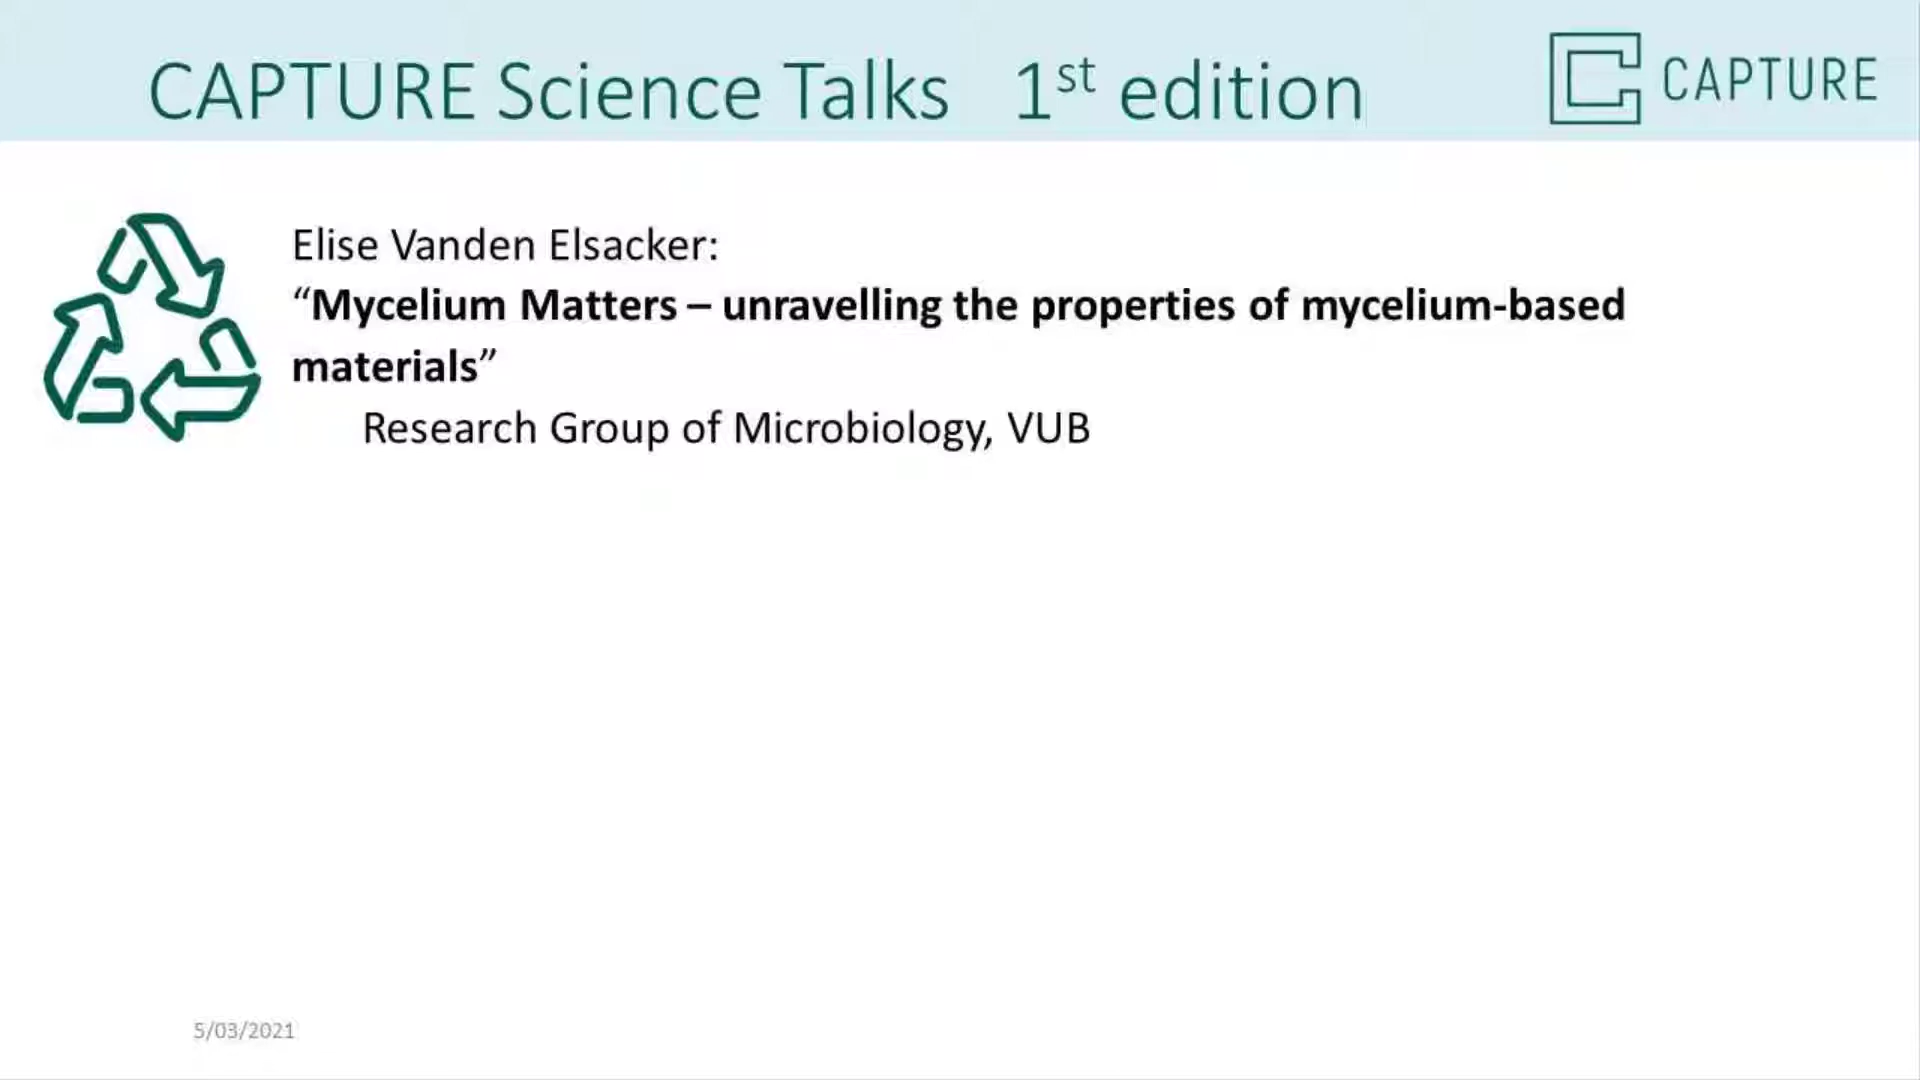 CAPTURE Science Talks 1st edition
CAPTURE
Elise Vanden Elsacker:
“Mycelium Matters – unravelling the properties of mycelium-based
materials”
Research Group of Microbiology, VUB
5/03/2021